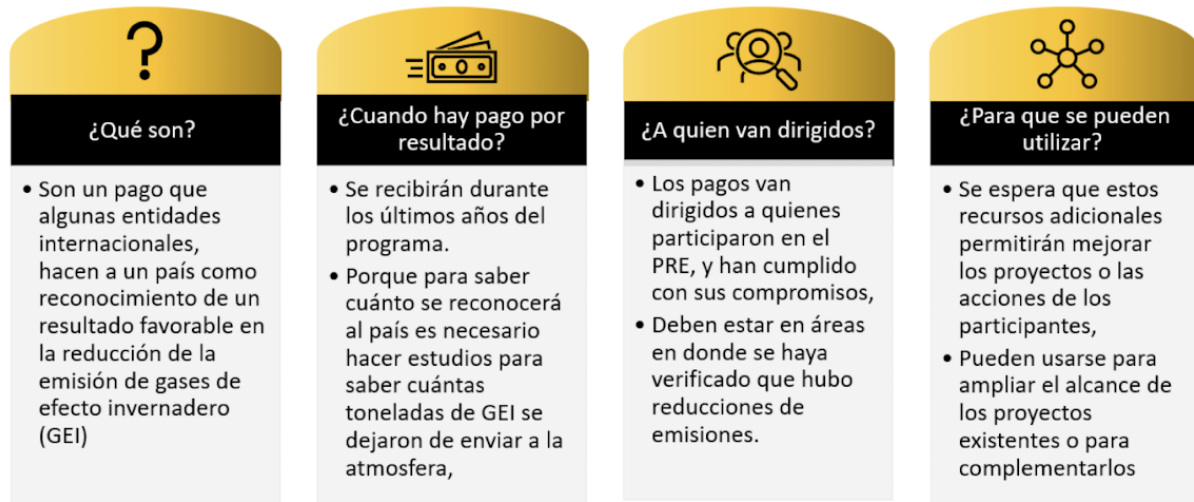 ¿Qué son?
• Son un pago que
algunas entidades
internacionales,
hacen a un país como
reconocimiento de un
resultado favorable en
la reducción de la
emisión de gases de
efecto invernadero
(GEI)
¿Cuando hay pago por
resultado?
• Se recibirán durante
los últimos años del
programa.
• Porque para saber
cuánto se reconocerá
al país es necesario
hacer estudios para
saber cuántas
toneladas de GEI se
dejaron de enviar a la
atmosfera,
¿A quien van dirigidos?
• Los pagos van
dirigidos a quienes
participaron en el
PRE, y han cumplido
con sus compromisos,
• Deben estar en áreas
en donde se haya
verificado que hubo
reducciones de
emisiones.
¿Para que se pueden
utilizar?
• Se espera que estos
recursos adicionales
permitirán mejorar
los proyectos o las
acciones de los
participantes,
• Pueden usarse para
ampliar el alcance de
los proyectos
existentes o para
complementarlos